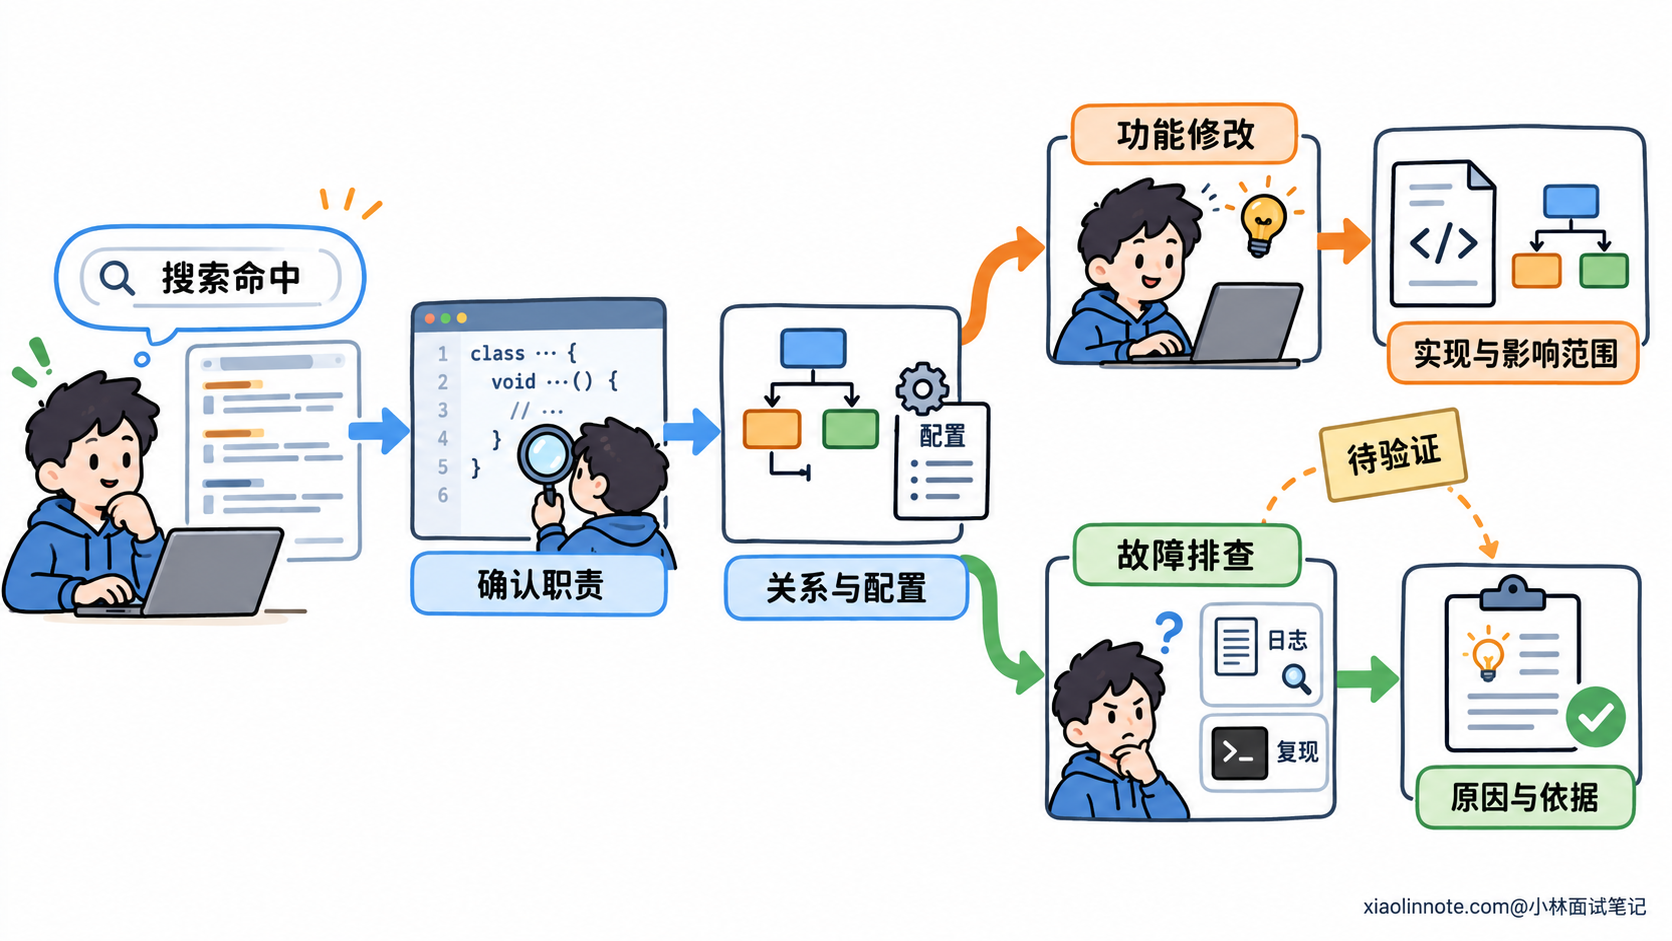 搜索命中
1 class ... {
2 void ...() {
3 // ...
4 }
5 }
6
确认职责
配置
关系与配置
功能修改
实现与影响范围
待验证
故障排查
日志
>_
复现
原因与依据
xiaolinnote.com@小林面试笔记